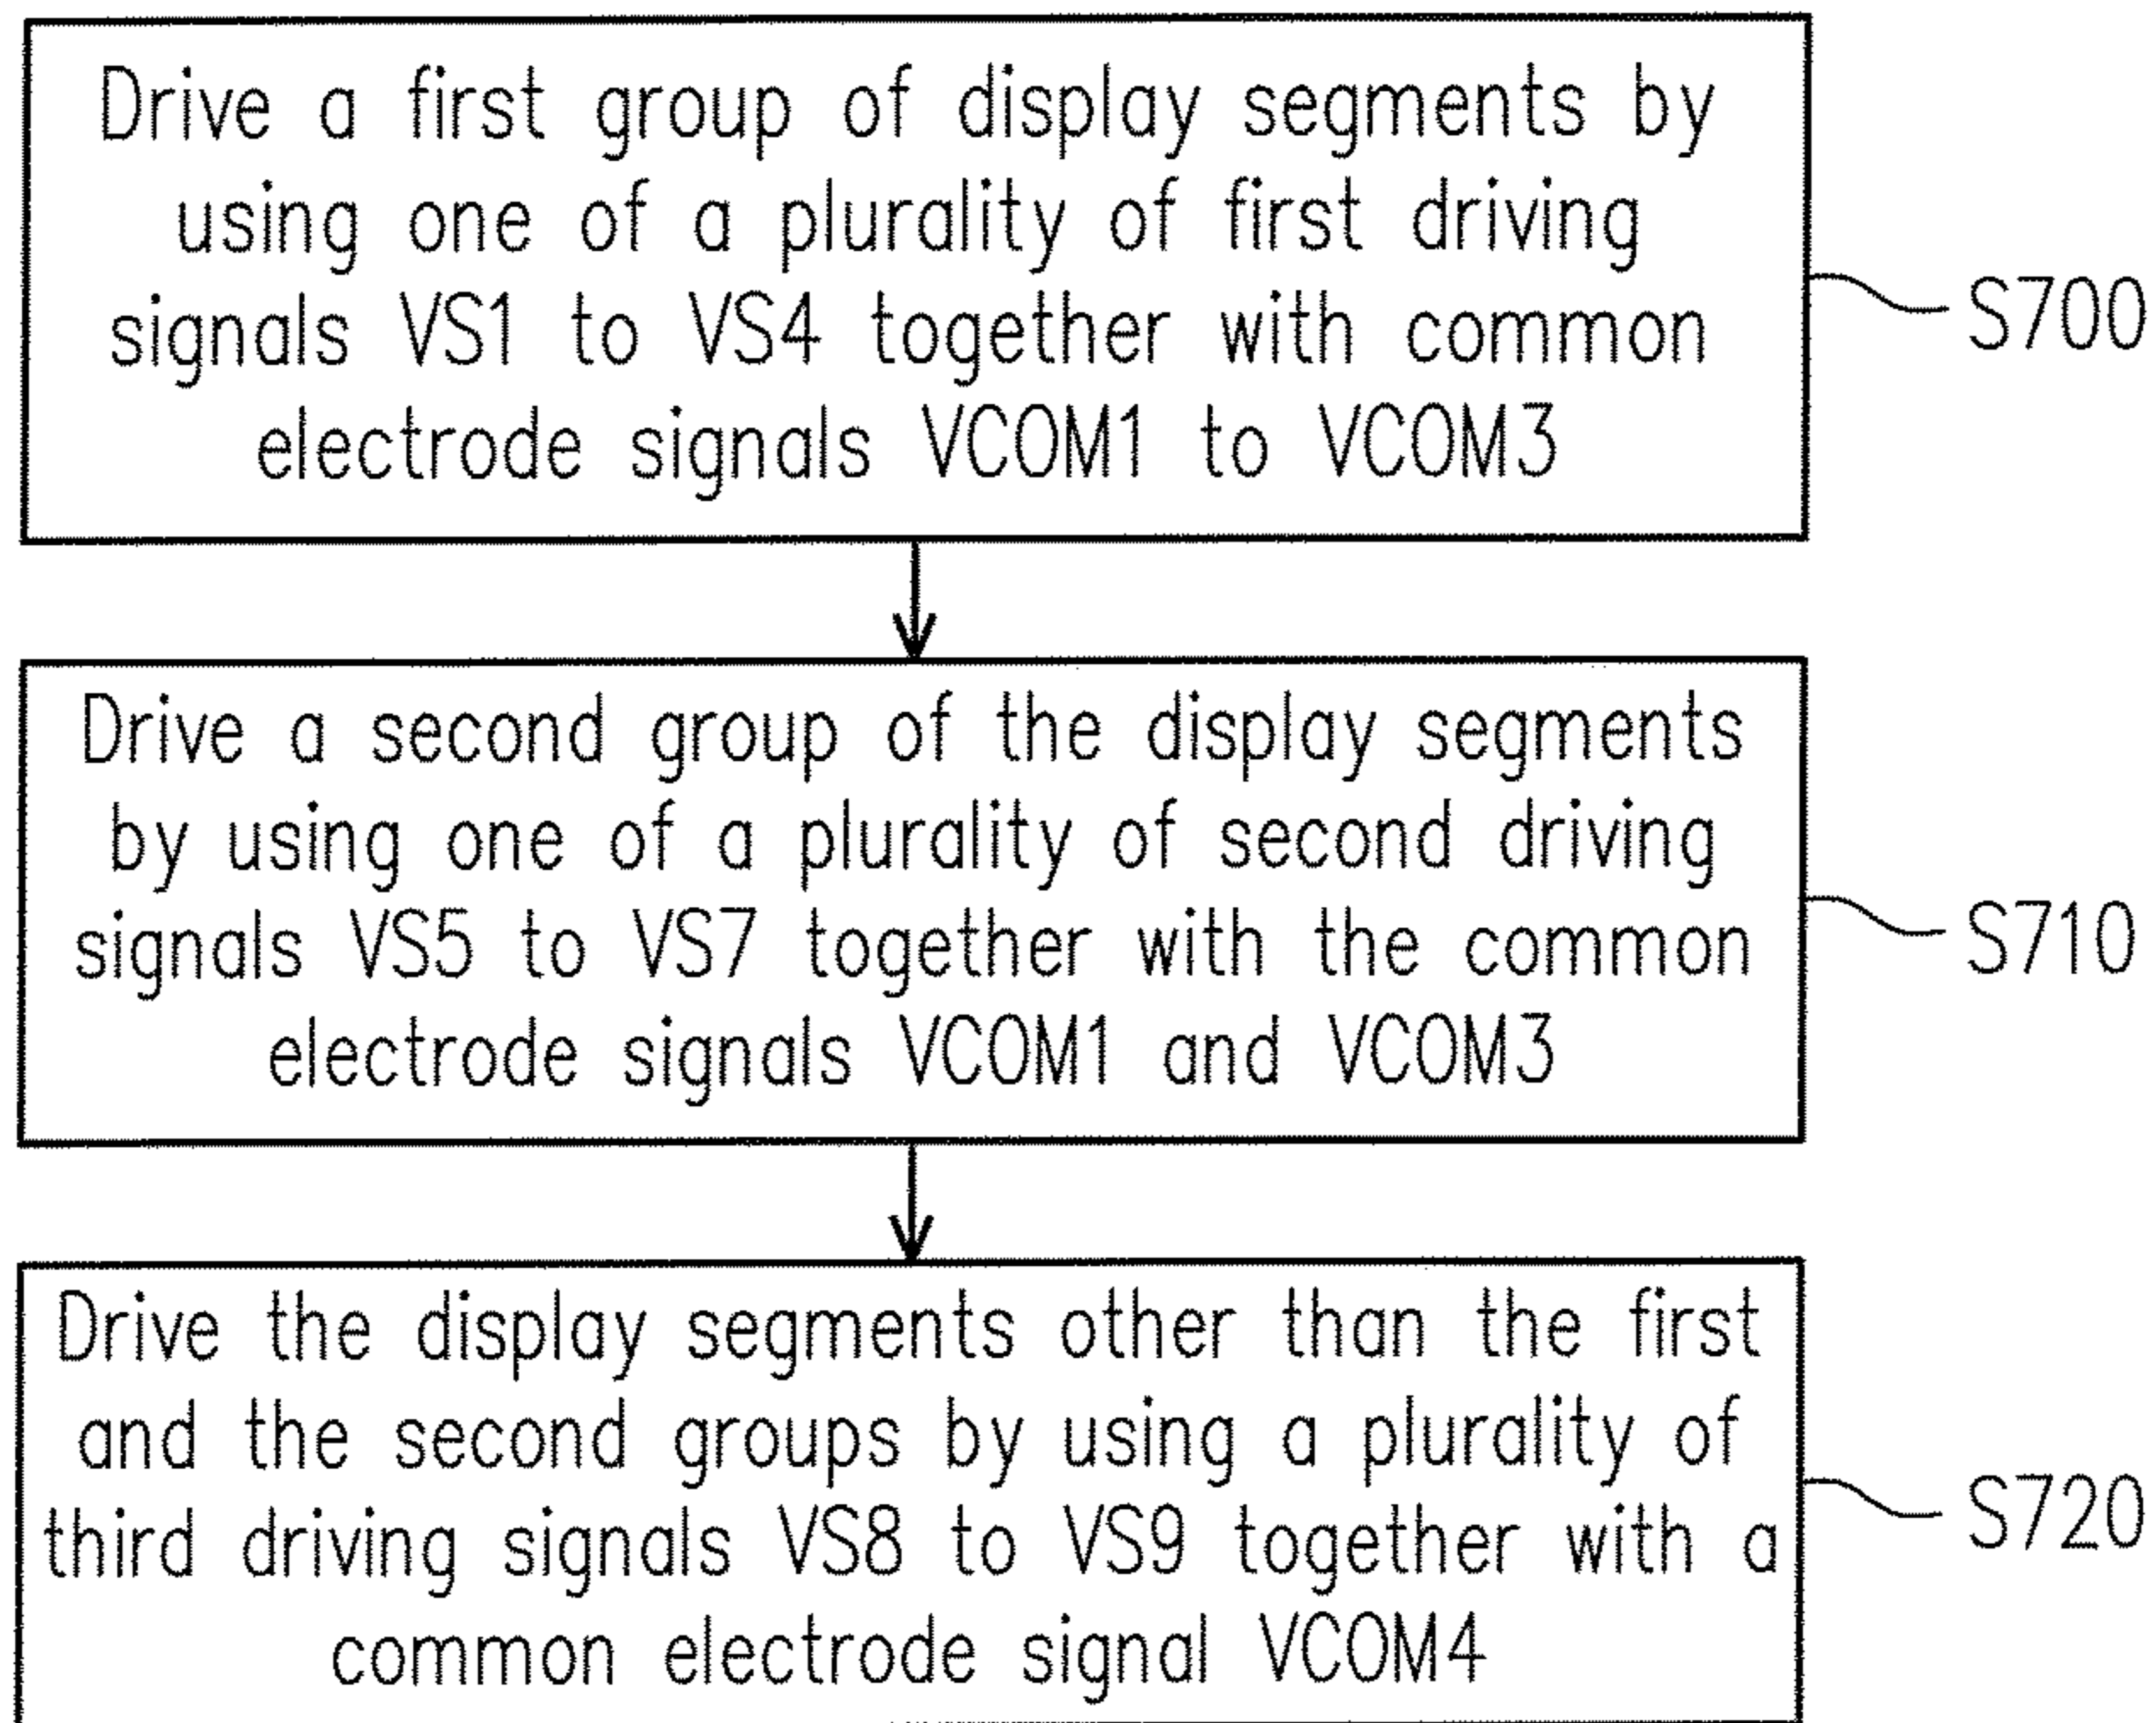 Drive a first group of display segments by
using one of a plurality of first driving
signals VS1 to VS4 together with common
electrode signals VCOM1 to VCOM3
S700
Drive a second group of the display segments
by using one of a plurality of second driving
signals VS5 to VS7 together with the common
electrode signals VCOM1 and VCOM3
S710
Drive the display segments other than the first
and the second groups by using a plurality of
third driving signals VS8 to VS9 together with a
common electrode signal VCOM4
S720